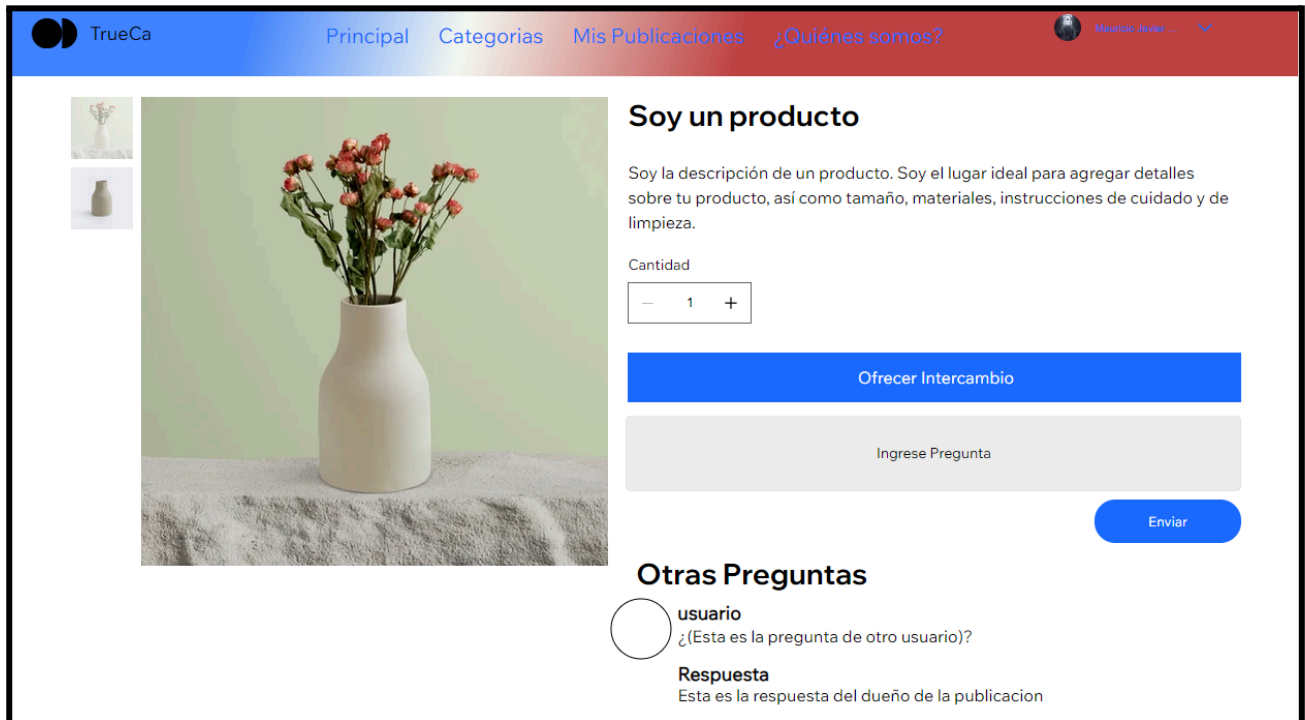 TrueCa
Principal Categorias Mis Publicaciones ¿Quiénes somos?
Mauricio Javier ...
Soy un producto
Soy la descripción de un producto. Soy el lugar ideal para agregar detalles
sobre tu producto, así como tamaño, materiales, instrucciones de cuidado y de
limpieza.
Cantidad
1
Ofrecer Intercambio
Ingrese Pregunta
Enviar
Otras Preguntas
usuario
¿(Esta es la pregunta de otro usuario)?
Respuesta
Esta es la respuesta del dueño de la publicacion